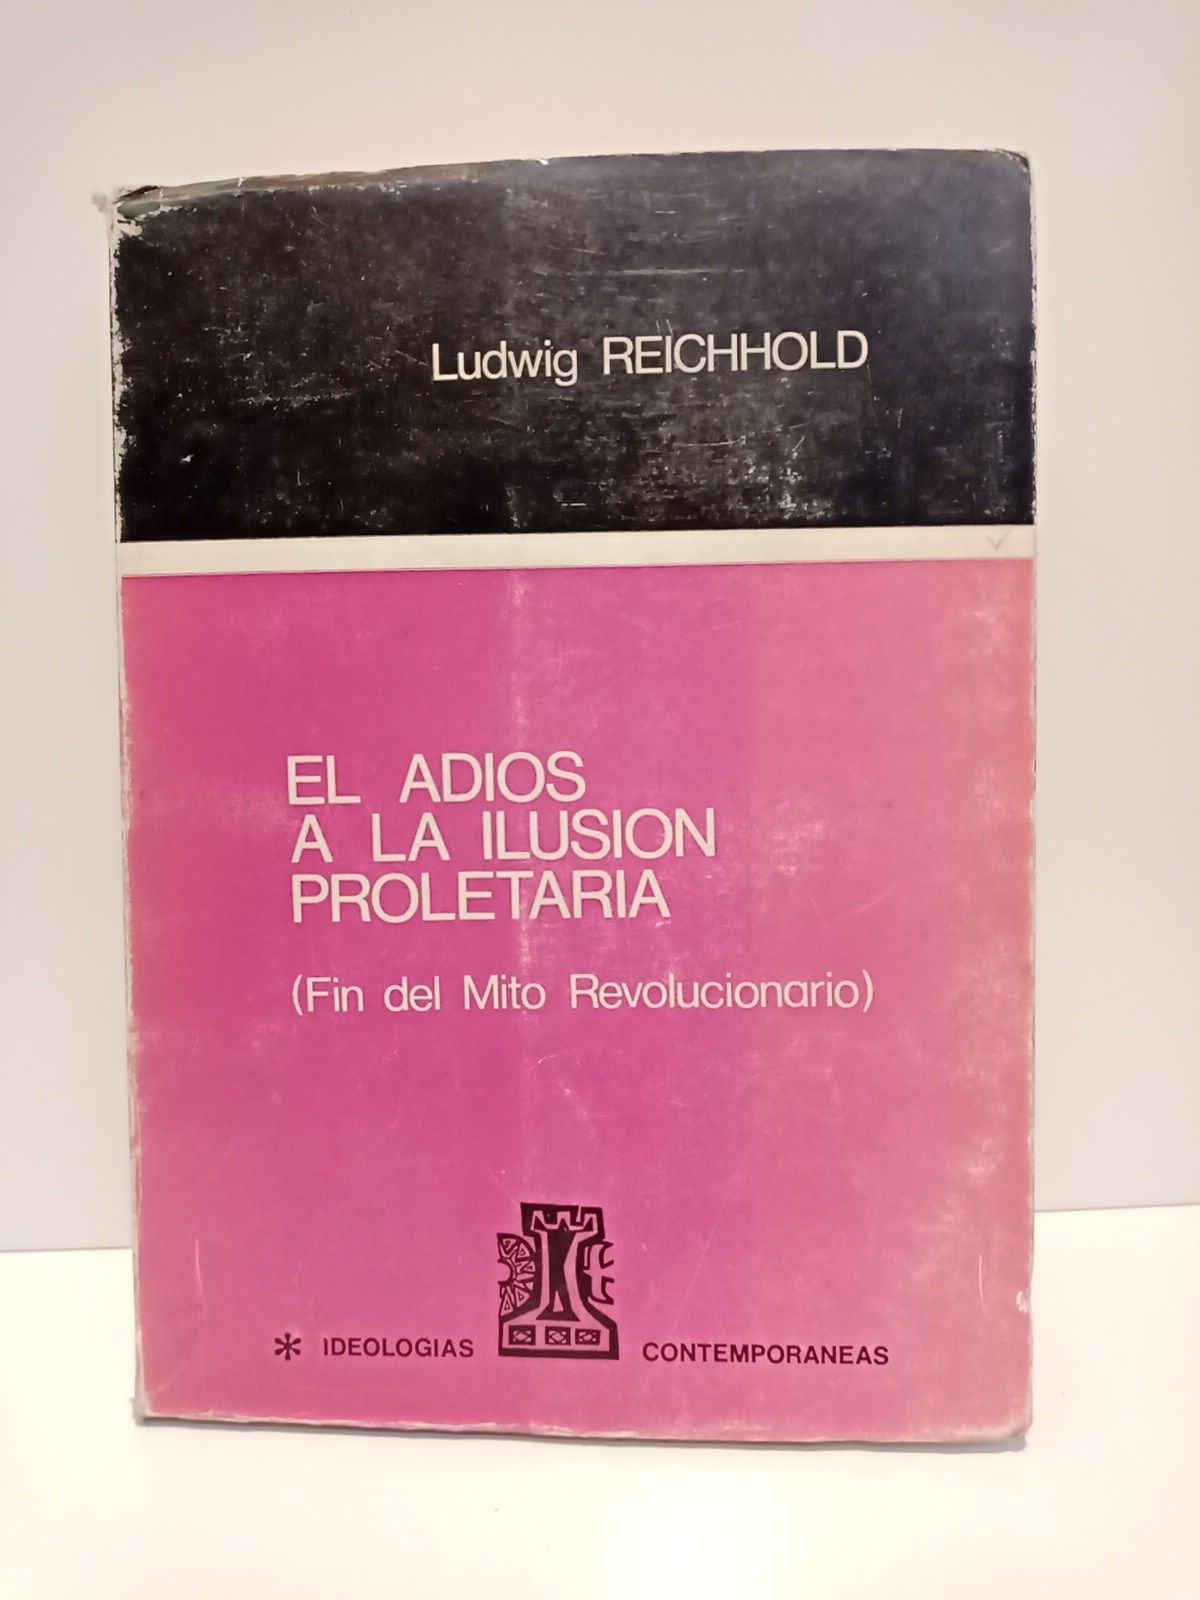 Ludwig REICHHOLD
EL ADIOS
A LA ILUSION
PROLETARIA
(Fin del Mito Revolucionario)
* IDEOLOGIAS CONTEMPORANEAS